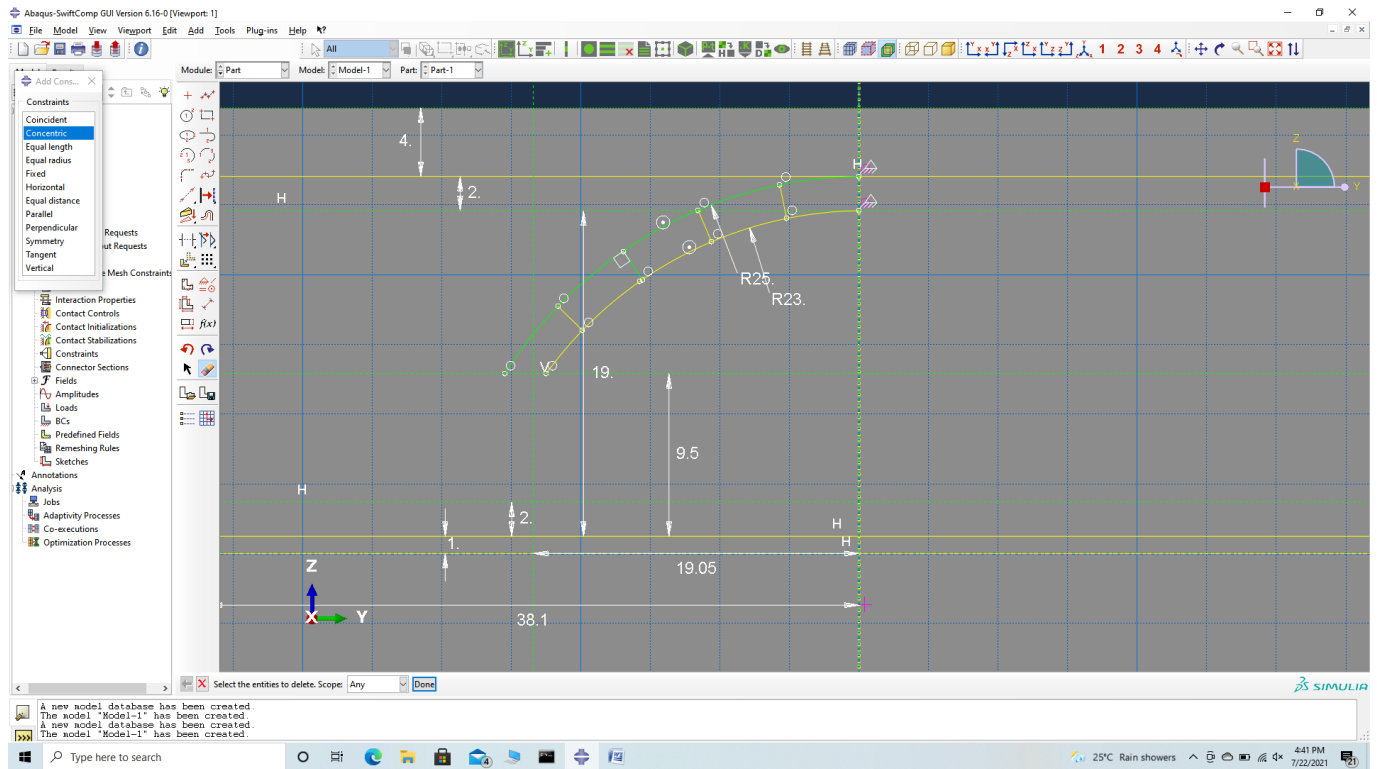 Abaqus-SwiftComp GUI Version 6.16-0 [Viewport: 1]
File Model View Viewport Edit Add Tools Plug-ins Help
All
1 2 3 4
Module: Part Model: Model-1 Part: Part-1
Add Cons...
Constraints
Coincident
Concentric
Equal length
Equal radius
Fixed
Horizontal
Equal distance
Parallel
Perpendicular
Symmetry
Tangent
Vertical
Requests
ut Requests
e Mesh Constraints
Interaction Properties
Contact Controls
Contact Initializations
Contact Stabilizations
Constraints
Connector Sections
Fields
Amplitudes
Loads
BCs
Predefined Fields
Remeshing Rules
Sketches
Annotations
Analysis
Jobs
Adaptivity Processes
Co-executions
Optimization Processes
f(x)
4.
H
Z
Y
2.
H
R25.
R23.
V
19.
9.5
H
2.
H
1.
H
19.05
Z
X
Y
38.1
Select the entities to delete. Scope: Any Done
SIMULIA
A new model database has been created.
The model "Model-1" has been created.
A new model database has been created.
The model "Model-1" has been created.
Type here to search
25°C Rain showers
4:41 PM
7/22/2021